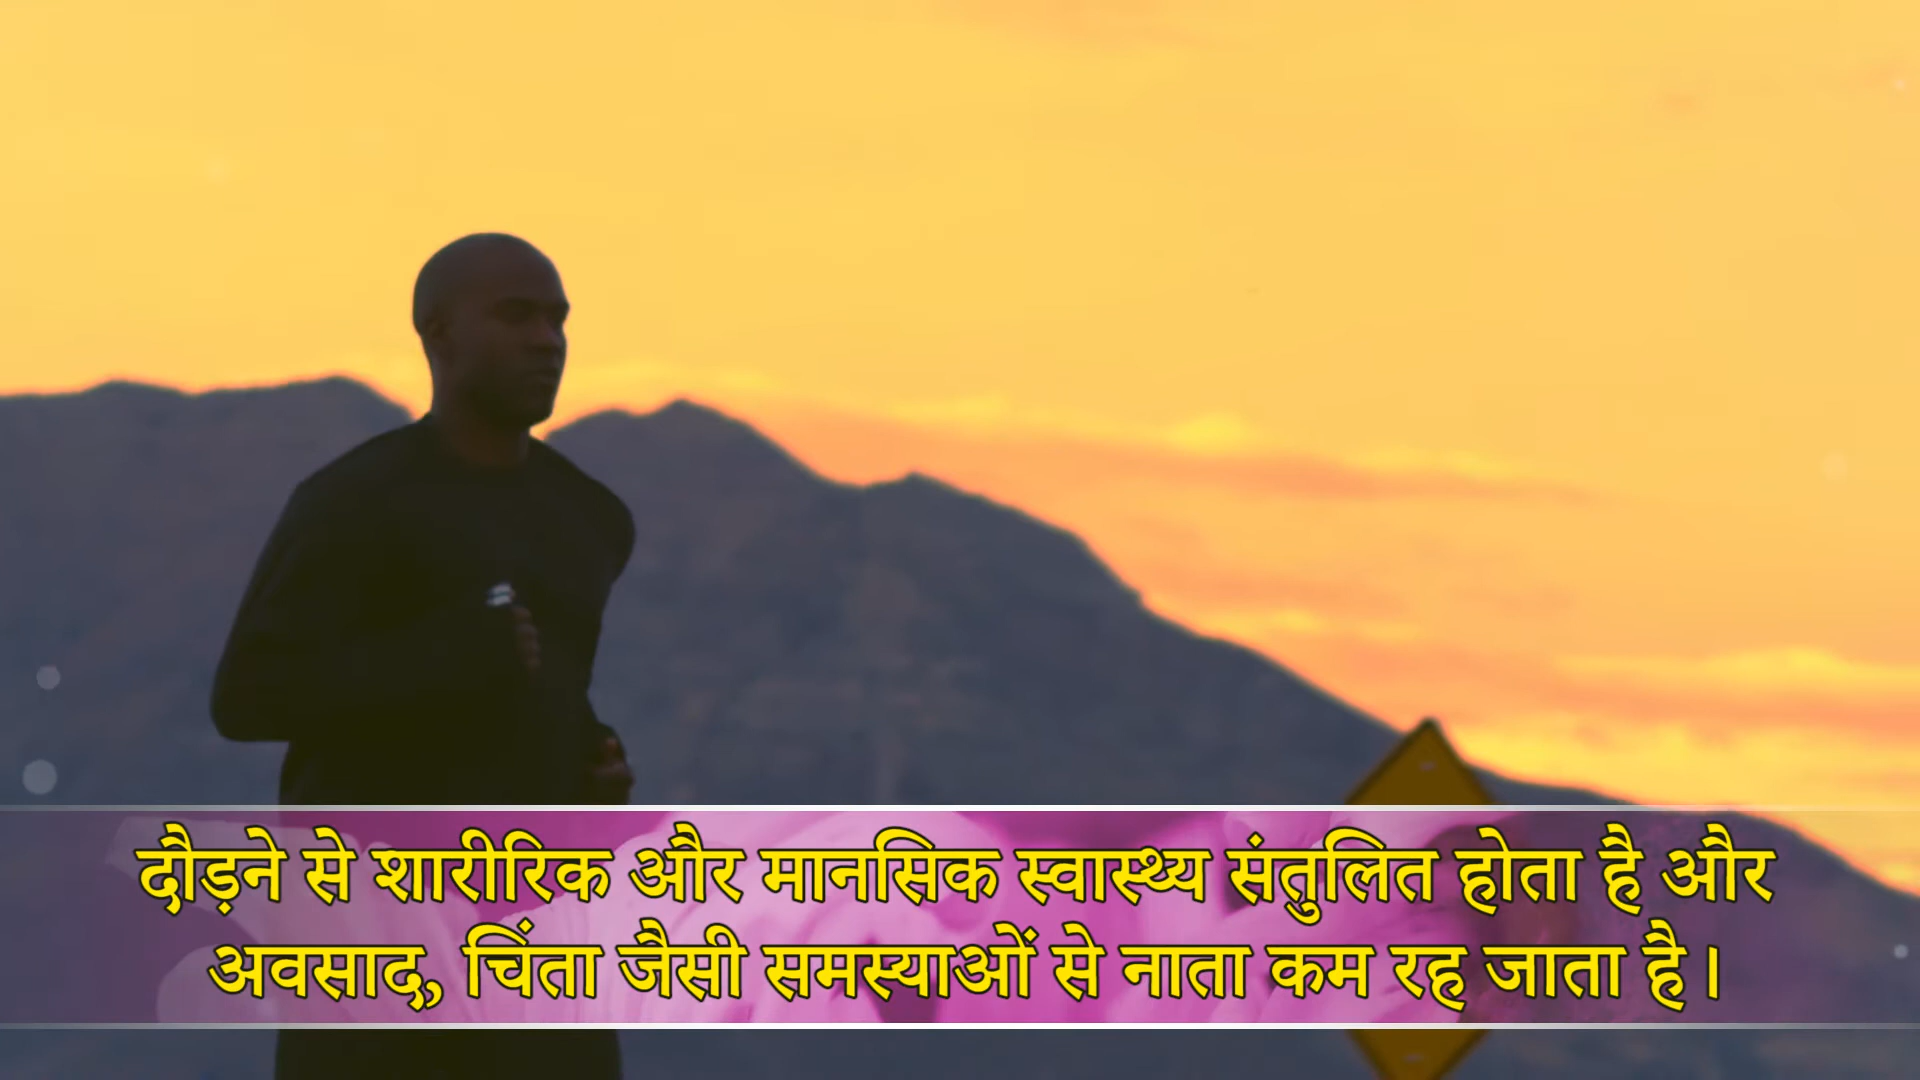 दौड़ने से शारीरिक और मानसिक स्वास्थ्य संतुलित होता है और
अवसाद, चिंता जैसी समस्याओं से नाता कम रह जाता है।